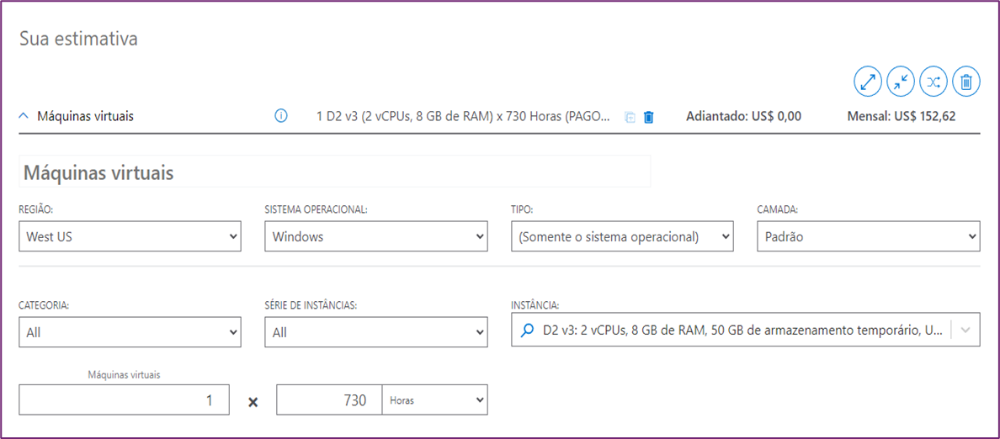 Sua estimativa
Máquinas virtuais 1 D2 v3 (2 vCPUs, 8 GB de RAM) x 730 Horas (PAGO... Adiantado: US$ 0,00 Mensal: US$ 152,62
Máquinas virtuais
REGIÃO: SISTEMA OPERACIONAL: TIPO: CAMADA:
West US Windows (Somente o sistema operacional) Padrão
CATEGORIA: SÉRIE DE INSTÂNCIAS: INSTÂNCIA:
All All D2 v3: 2 vCPUs, 8 GB de RAM, 50 GB de armazenamento temporário, U...
Máquinas virtuais
1 × 730 Horas